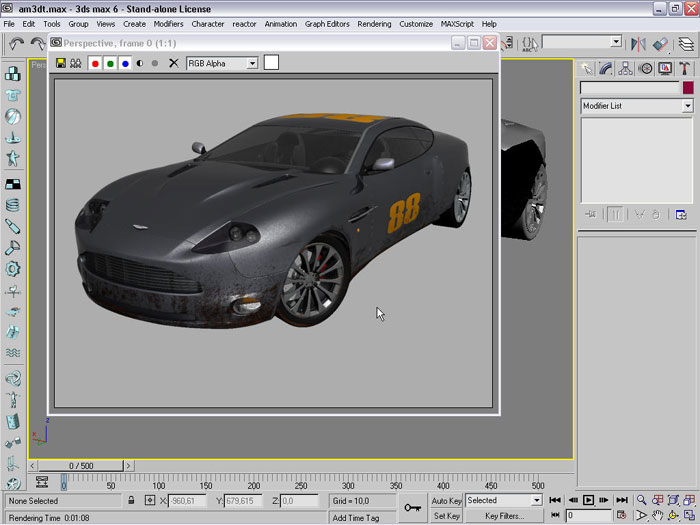 am3dt.max - 3ds max 6 - Stand-alone License
File Edit Tools Group Views Create Modifiers Character reactor Animation Graph Editors Rendering Customize MAXScript Help
Perspective, frame 0 (1:1)
Pers
ABC
RGB Alpha
Modifier List
88
z
x
0 / 500
0 50 100 150 200 250 300 350 400 450 500
None Selected X: -960,61 Y: 679,615 Z: 0,0 Grid = 10,0 Auto Key Selected
Rendering Time 0:01:08 Add Time Tag Set Key Key Filters... 0